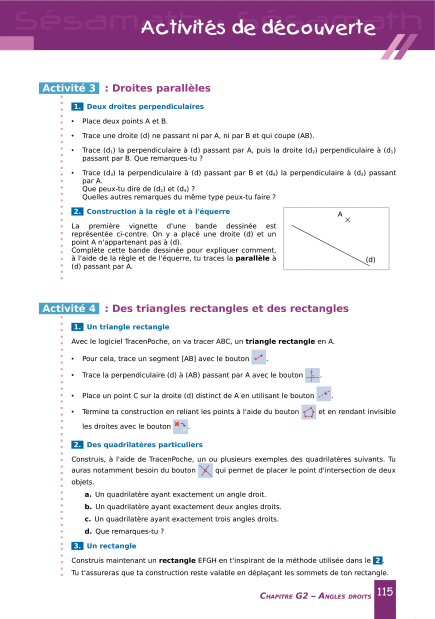 Sésamath Sésamath
Activités de découverte
Activité 3 : Droites parallèles
1. Deux droites perpendiculaires
• Place deux points A et B.
• Trace une droite (d) ne passant ni par A, ni par B et qui coupe (AB).
• Trace (d₁) la perpendiculaire à (d) passant par A, puis la droite (d₂) perpendiculaire à (d₁)
passant par B. Que remarques-tu ?
• Trace (d₃) la perpendiculaire à (d) passant par B et (d₄) la perpendiculaire à (d₃) passant
par A.
Que peux-tu dire de (d₂) et (d₄) ?
Quelles autres remarques du même type peux-tu faire ?
2. Construction à la règle et à l'équerre
La première vignette d'une bande dessinée est
représentée ci-contre. On y a placé une droite (d) et un
point A n'appartenant pas à (d).
Complète cette bande dessinée pour expliquer comment,
à l'aide de la règle et de l'équerre, tu traces la parallèle à
(d) passant par A.
A
(d)
Activité 4 : Des triangles rectangles et des rectangles
1. Un triangle rectangle
Avec le logiciel TracenPoche, on va tracer ABC, un triangle rectangle en A.
• Pour cela, trace un segment [AB] avec le bouton .
• Trace la perpendiculaire (d) à (AB) passant par A avec le bouton .
• Place un point C sur la droite (d) distinct de A en utilisant le bouton .
• Termine ta construction en reliant les points à l'aide du bouton et en rendant invisible
les droites avec le bouton .
2. Des quadrilatères particuliers
Construis, à l'aide de TracenPoche, un ou plusieurs exemples des quadrilatères suivants. Tu
auras notamment besoin du bouton qui permet de placer le point d'intersection de deux
objets.
a. Un quadrilatère ayant exactement un angle droit.
b. Un quadrilatère ayant exactement deux angles droits.
c. Un quadrilatère ayant exactement trois angles droits.
d. Que remarques-tu ?
3. Un rectangle
Construis maintenant un rectangle EFGH en t'inspirant de la méthode utilisée dans le 2.
Tu t'assureras que ta construction reste valable en déplaçant les sommets de ton rectangle.
CHAPITRE G2 – ANGLES DROITS 115